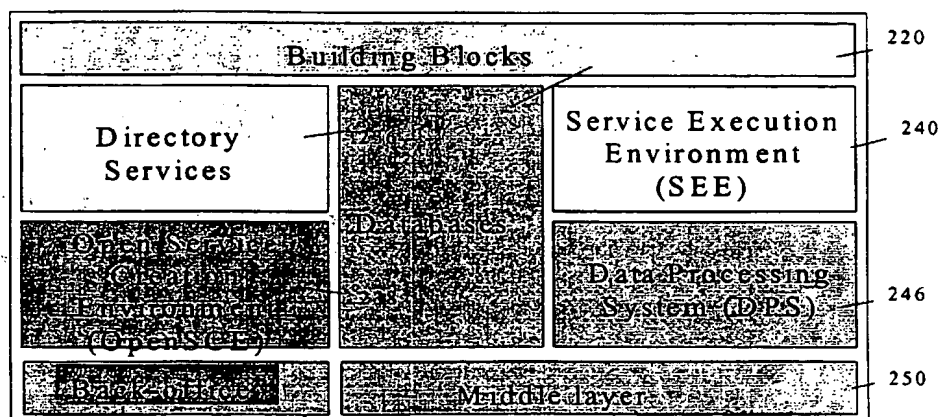 Building Blocks
220
Directory
Services
Service Execution
Environment
(SEE)
240
Databases
Open Service
Creation
Environment
(OpenSCE)
Data Processing
System (DPS)
246
Back-office
Middle layer
250